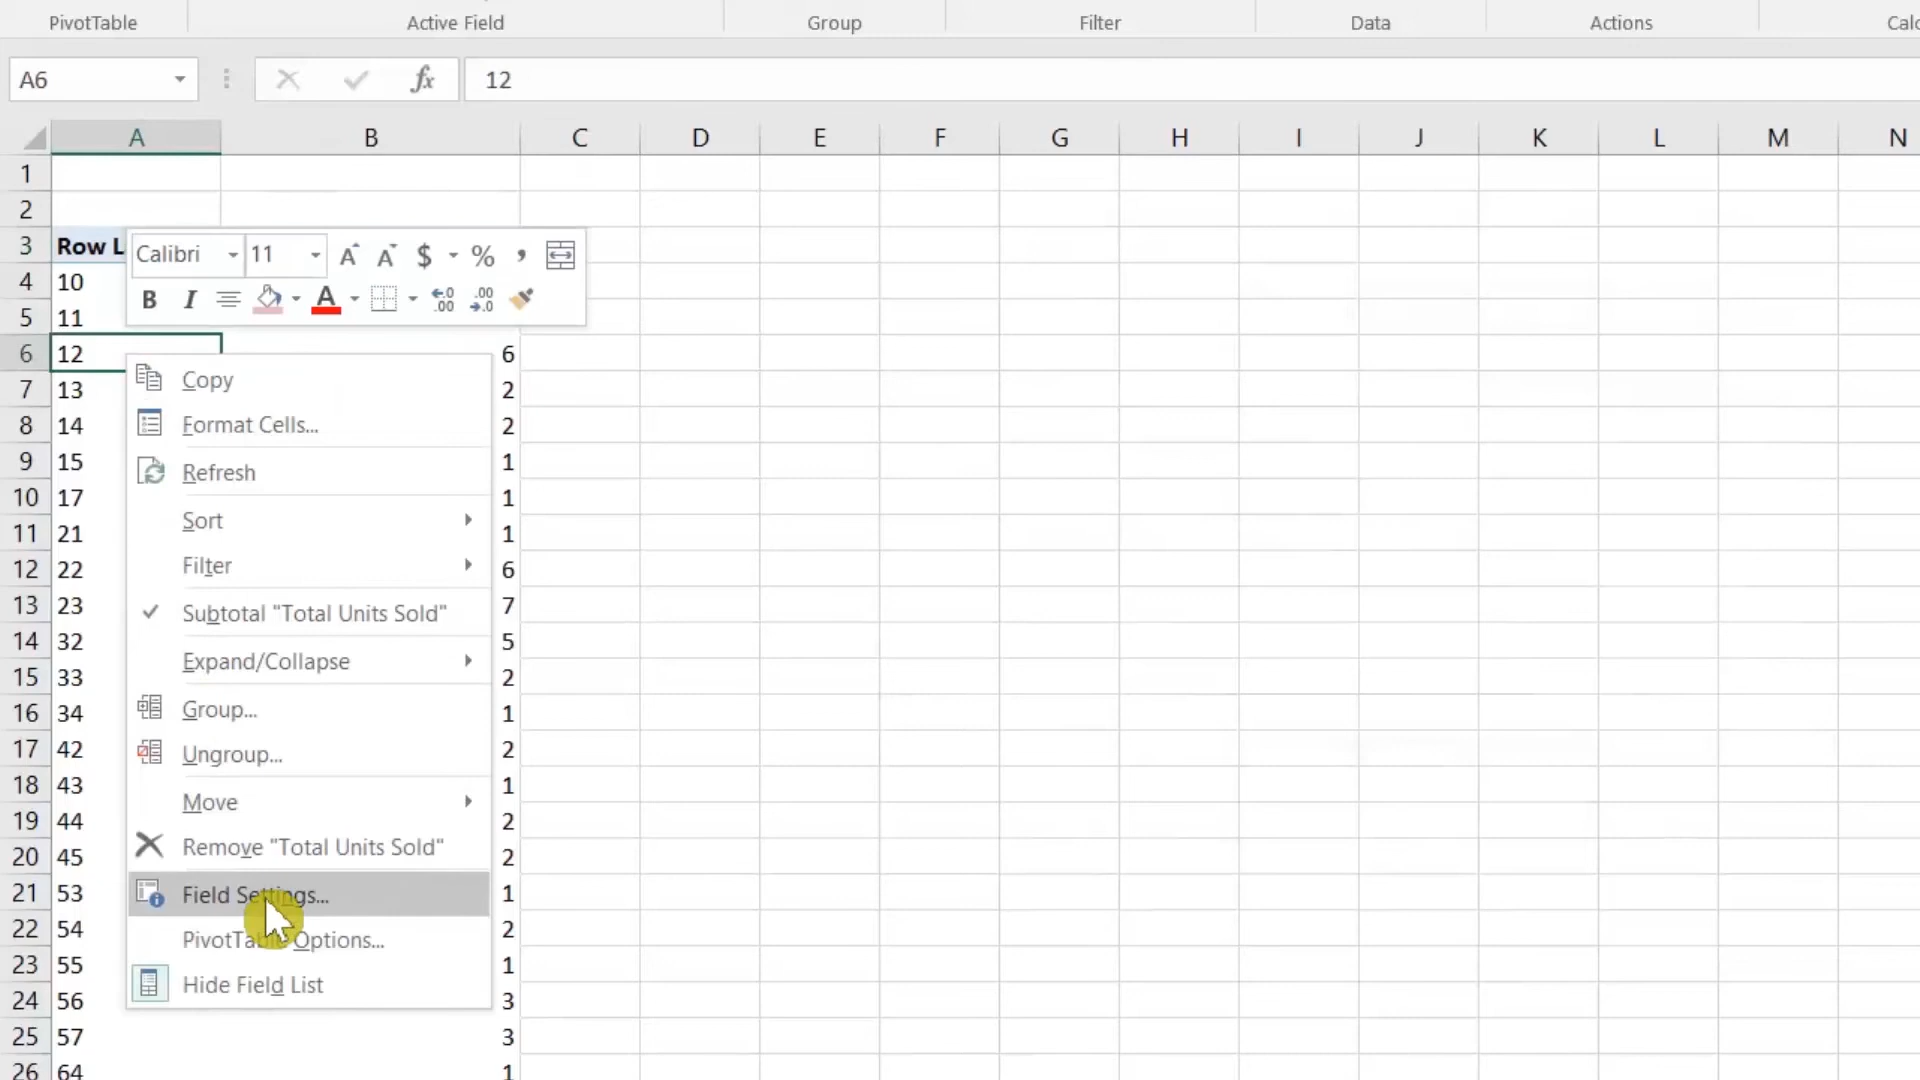 PivotTable Active Field Group Filter Data Actions Calc
A6 fx 12
A B C D E F G H I J K L M N
1
2
3 Row L
Calibri 11 A A $ % , 
B I A .00 .00 .0
4 10
5 11
6 12 6
7 13 2
8 14 2
9 15 1
10 17 1
11 21 1
12 22 6
13 23 7
14 32 5
15 33 2
16 34 1
17 42 2
18 43 1
19 44 2
20 45 2
21 53 1
22 54 2
23 55 1
24 56 3
25 57 3
26 64 1
Copy
Format Cells...
Refresh
Sort
Filter
Subtotal "Total Units Sold"
Expand/Collapse
Group...
Ungroup...
Move
Remove "Total Units Sold"
Field Settings...
PivotTable Options...
Hide Field List